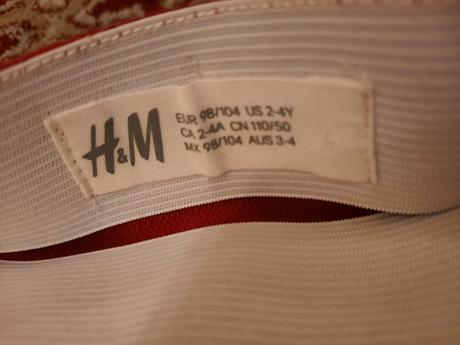 H&M
EUR 98/104 US 2-4Y
CA 2-4A CN 110/50
MX 98/104 AUS 3-4